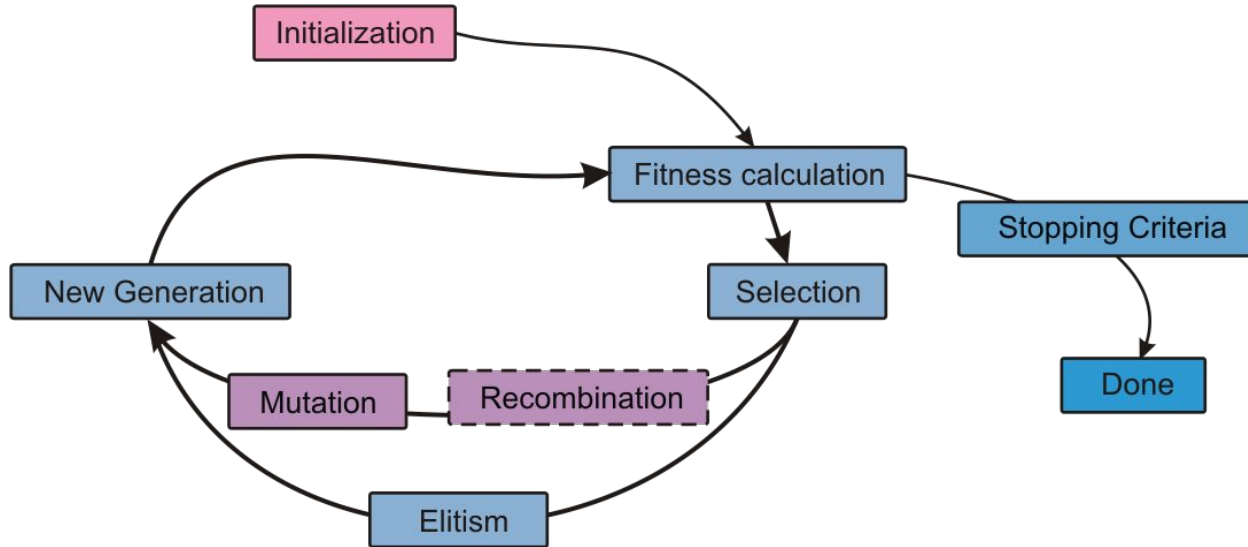 Initialization
Fitness calculation
Stopping Criteria
New Generation
Selection
Done
Mutation
Recombination
Elitism